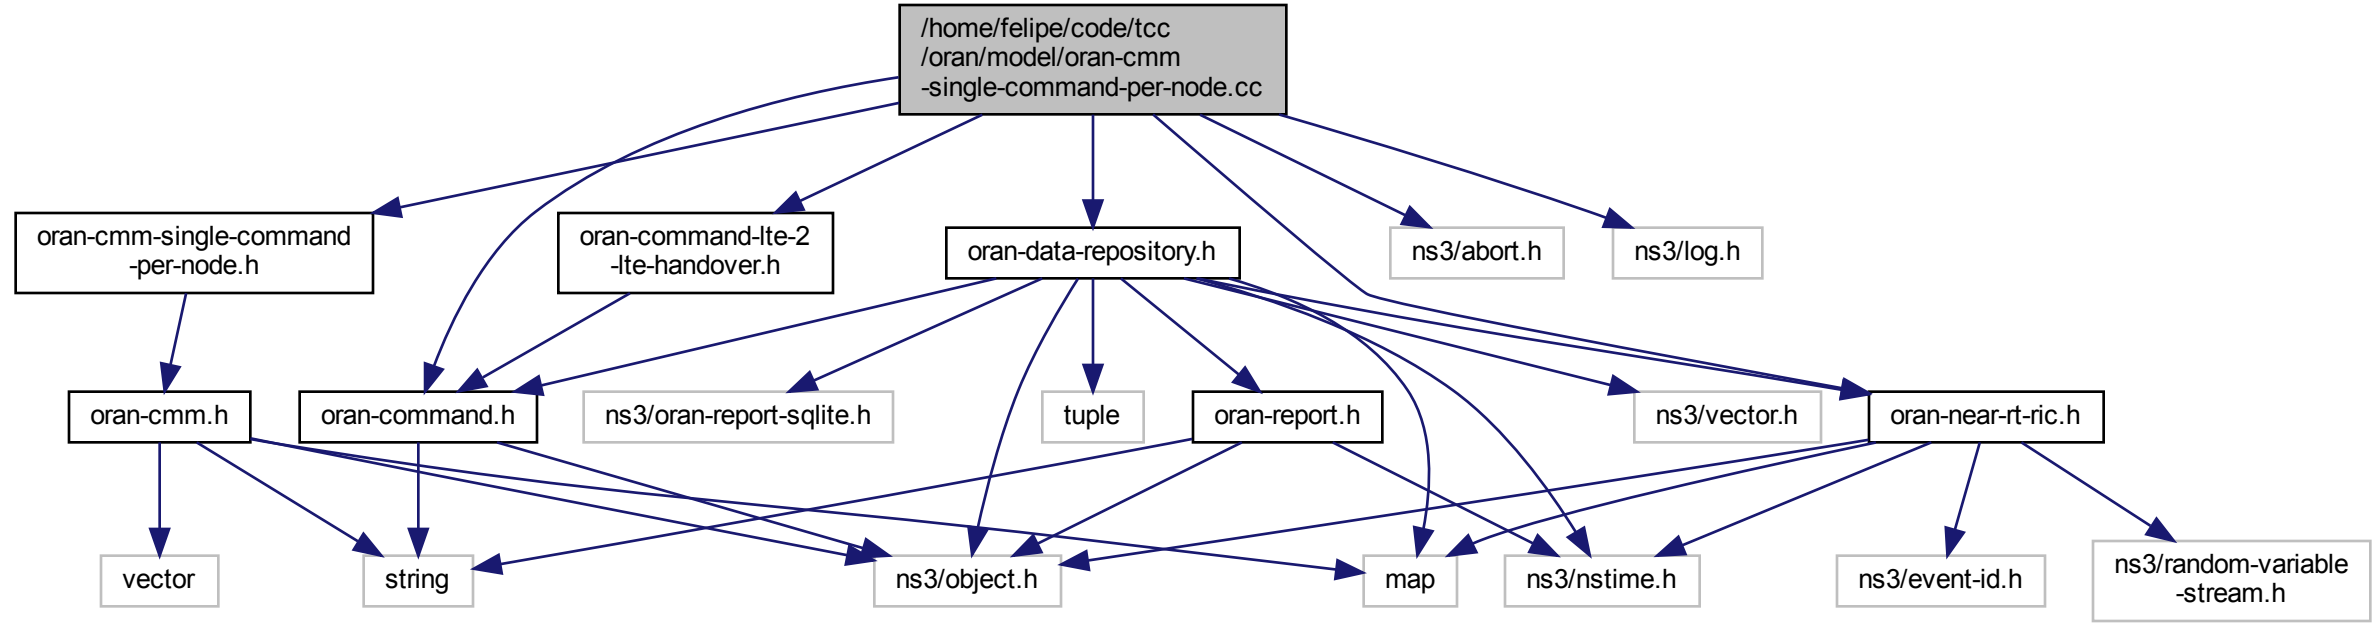 /home/felipe/code/tcc
/oran/model/oran-cmm
-single-command-per-node.cc
oran-cmm-single-command
-per-node.h
oran-command-lte-2
-lte-handover.h
oran-data-repository.h
ns3/abort.h
ns3/log.h
oran-cmm.h
oran-command.h
ns3/oran-report-sqlite.h
tuple
oran-report.h
ns3/vector.h
oran-near-rt-ric.h
vector
string
ns3/object.h
map
ns3/nstime.h
ns3/event-id.h
ns3/random-variable
-stream.h